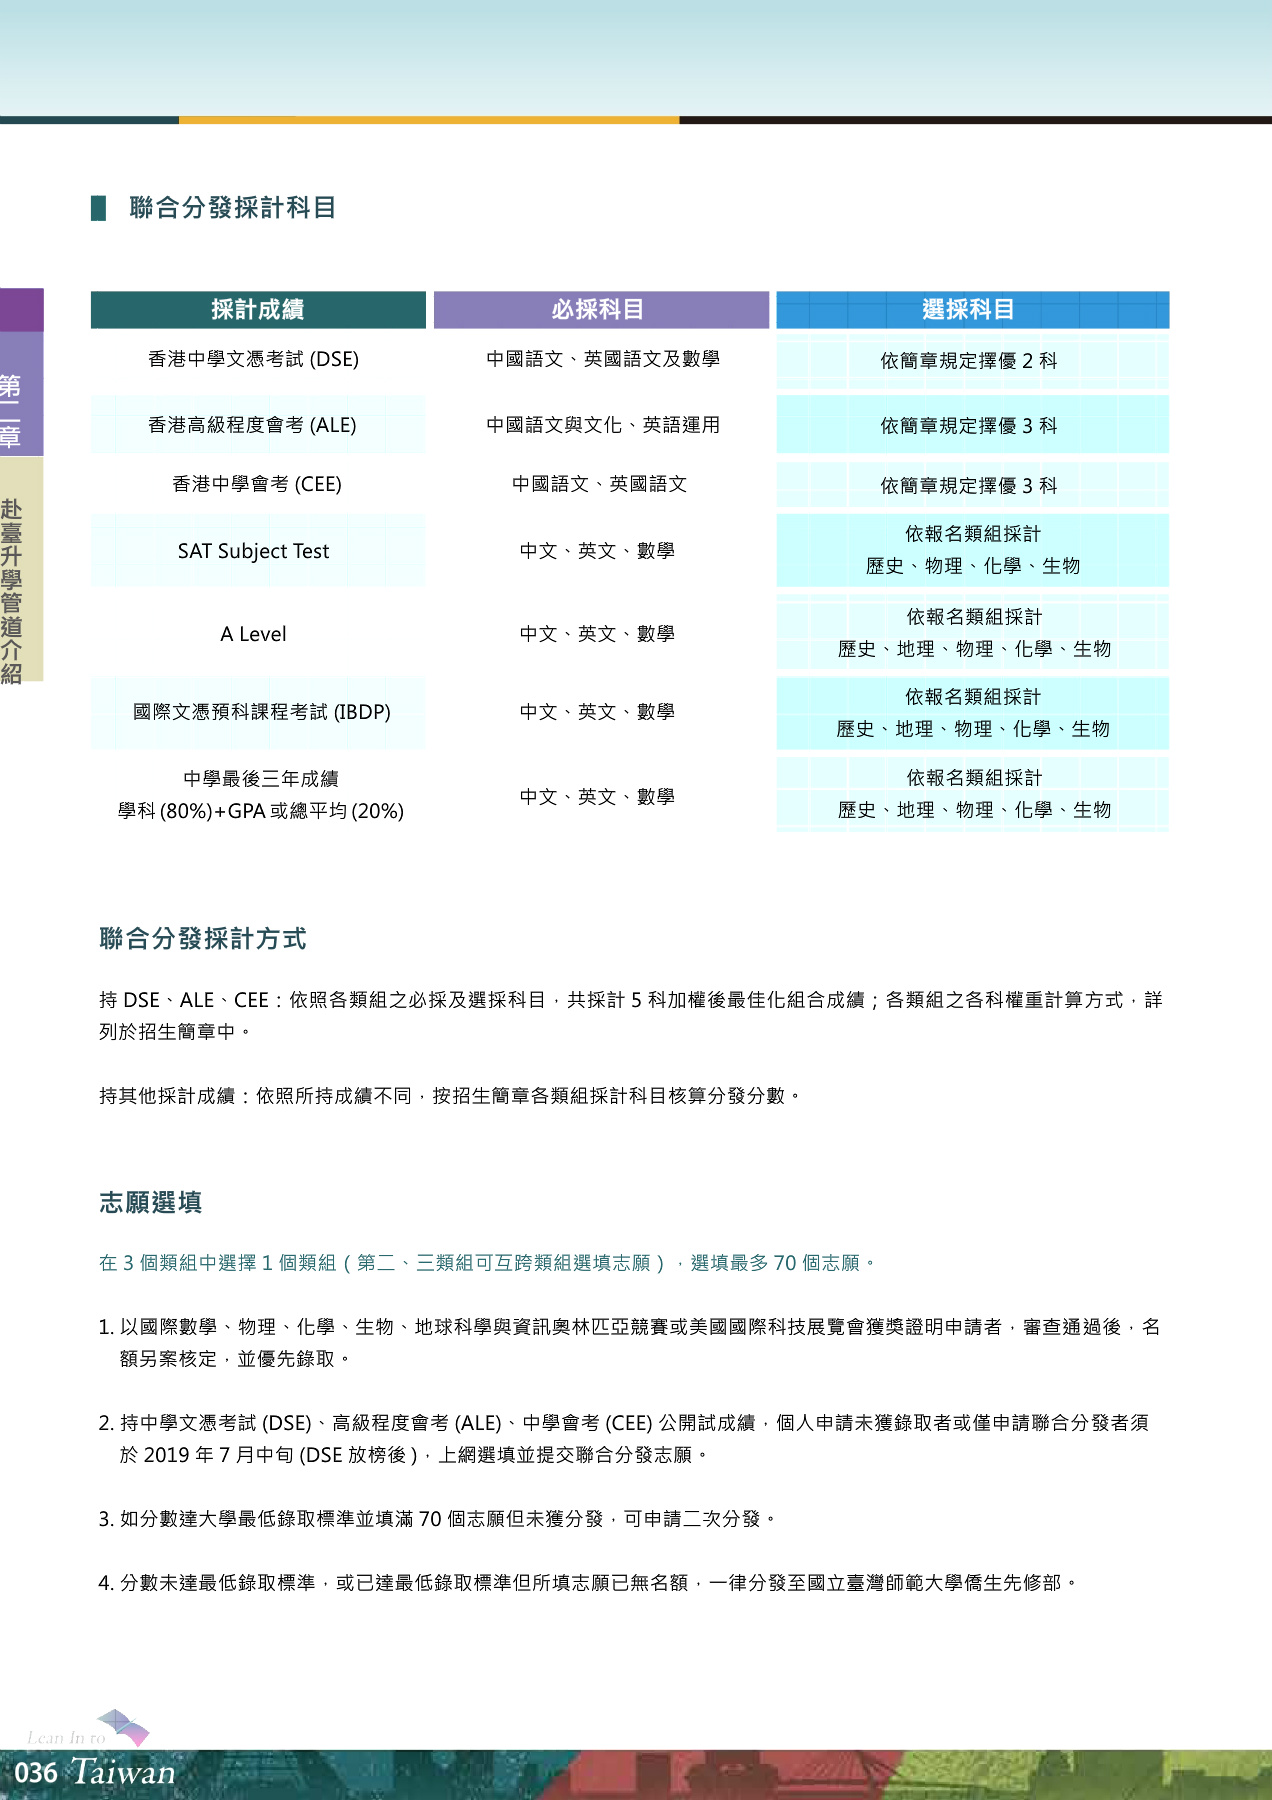 聯合分發採計科目
採計成績 必採科目 選採科目
香港中學文憑考試 (DSE) 中國語文、英國語文及數學 依簡章規定擇優 2 科
香港高級程度會考 (ALE) 中國語文與文化、英語運用 依簡章規定擇優 3 科
香港中學會考 (CEE) 中國語文、英國語文 依簡章規定擇優 3 科
SAT Subject Test 中文、英文、數學 依報名類組採計
歷史、物理、化學、生物
A Level 中文、英文、數學 依報名類組採計
歷史、地理、物理、化學、生物
國際文憑預科課程考試 (IBDP) 中文、英文、數學 依報名類組採計
歷史、地理、物理、化學、生物
中學最後三年成績
學科 (80%)+GPA 或總平均 (20%) 中文、英文、數學 依報名類組採計
歷史、地理、物理、化學、生物
第二章
赴臺升學管道介紹
聯合分發採計方式
持 DSE、ALE、CEE：依照各類組之必採及選採科目，共採計 5 科加權後最佳化組合成績；各類組之各科權重計算方式，詳
列於招生簡章中。
持其他採計成績：依照所持成績不同，按招生簡章各類組採計科目核算分發分數。
志願選填
在 3 個類組中選擇 1 個類組（第二、三類組可互跨類組選填志願），選填最多 70 個志願。
1. 以國際數學、物理、化學、生物、地球科學與資訊奧林匹亞競賽或美國國際科技展覽會獲獎證明申請者，審查通過後，名
額另案核定，並優先錄取。
2. 持中學文憑考試 (DSE)、高級程度會考 (ALE)、中學會考 (CEE) 公開試成績，個人申請未獲錄取者或僅申請聯合分發者須
於 2019 年 7 月中旬 (DSE 放榜後 )，上網選填並提交聯合分發志願。
3. 如分數達大學最低錄取標準並填滿 70 個志願但未獲分發，可申請二次分發。
4. 分數未達最低錄取標準，或已達最低錄取標準但所填志願已無名額，一律分發至國立臺灣師範大學僑生先修部。
Lean In to
036 Taiwan